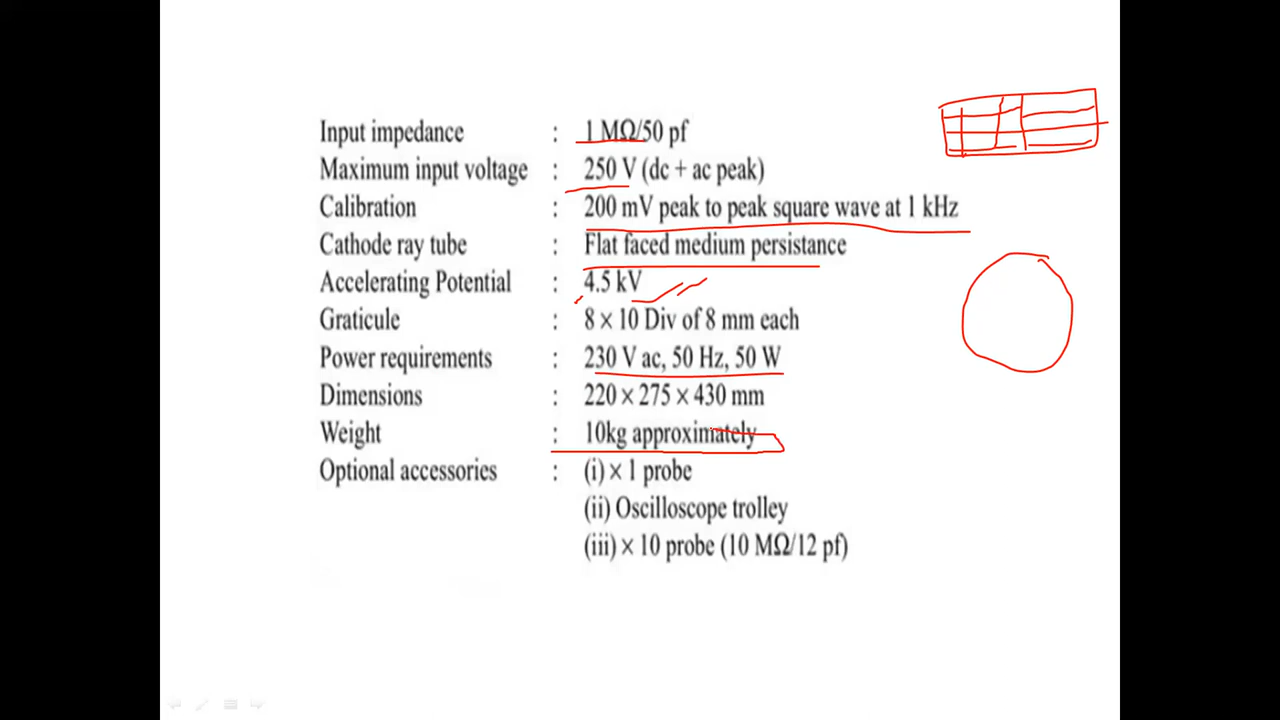 Input impedance : 1 MΩ/50 pf
Maximum input voltage : 250 V (dc + ac peak)
Calibration : 200 mV peak to peak square wave at 1 kHz
Cathode ray tube : Flat faced medium persistance
Accelerating Potential : 4.5 kV
Graticule : 8 × 10 Div of 8 mm each
Power requirements : 230 V ac, 50 Hz, 50 W
Dimensions : 220 × 275 × 430 mm
Weight : 10kg approximately
Optional accessories : (i) × 1 probe
(ii) Oscilloscope trolley
(iii) × 10 probe (10 MΩ/12 pf)